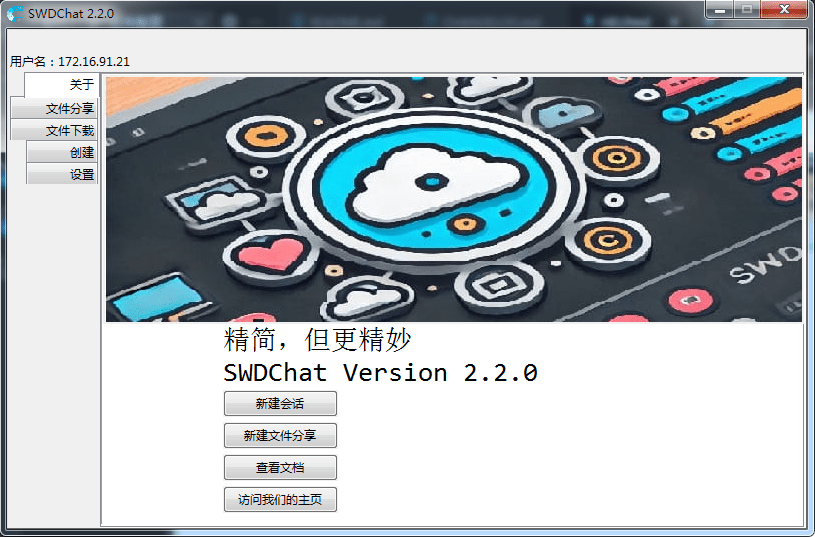 SWDChat 2.2.0
用户名：172.16.91.21
关于
文件分享
文件下载
创建
设置
SWD
精简，但更精妙
SWDChat Version 2.2.0
新建会话
新建文件分享
查看文档
访问我们的主页